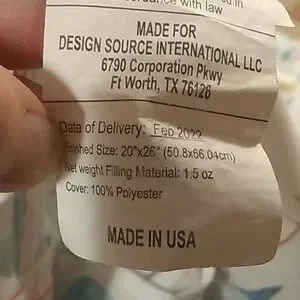 in
with law
MADE FOR
DESIGN SOURCE INTERNATIONAL LLC
6790 Corporation Pkwy
Ft Worth, TX 76126
Date of Delivery: Feb 2022
Size: 20"x26" (50.8x66.04cm)
Net weight Filling Material: 1.5 oz
Cover: 100% Polyester
MADE IN USA